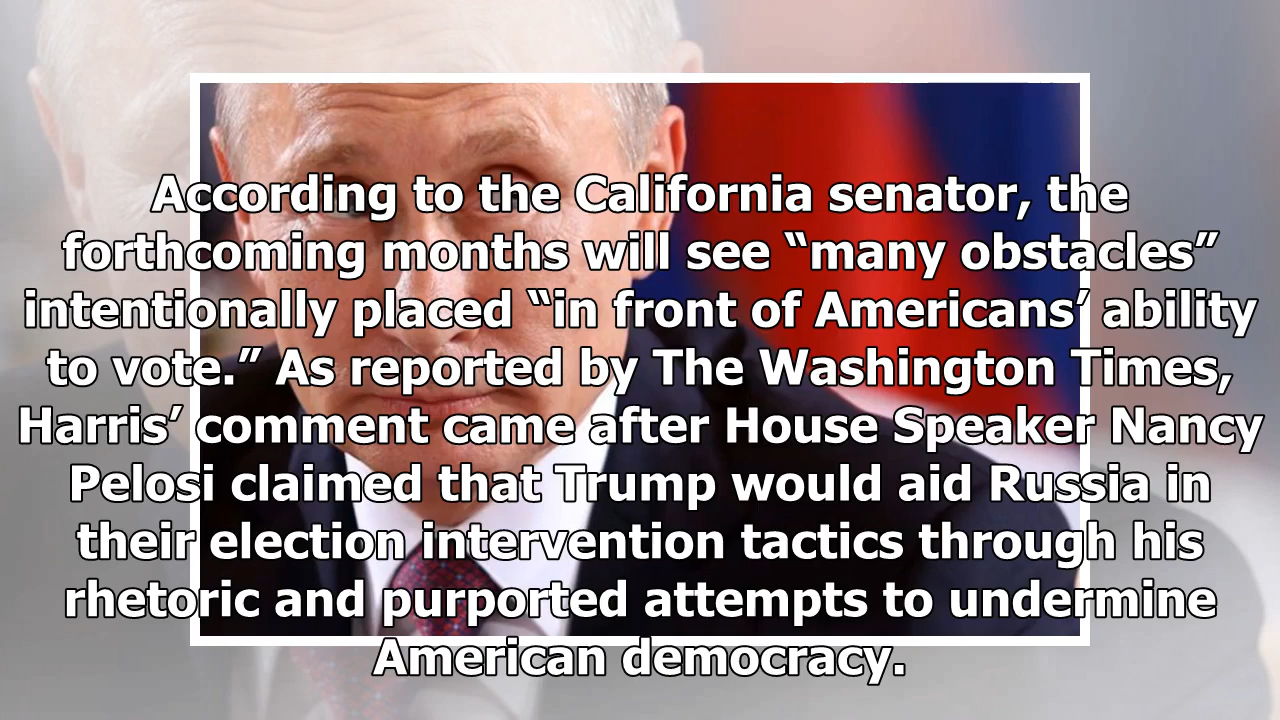 According to the California senator, the
forthcoming months will see “many obstacles”
intentionally placed “in front of Americans’ ability
to vote.” As reported by The Washington Times,
Harris’ comment came after House Speaker Nancy
Pelosi claimed that Trump would aid Russia in
their election intervention tactics through his
rhetoric and purported attempts to undermine
American democracy.